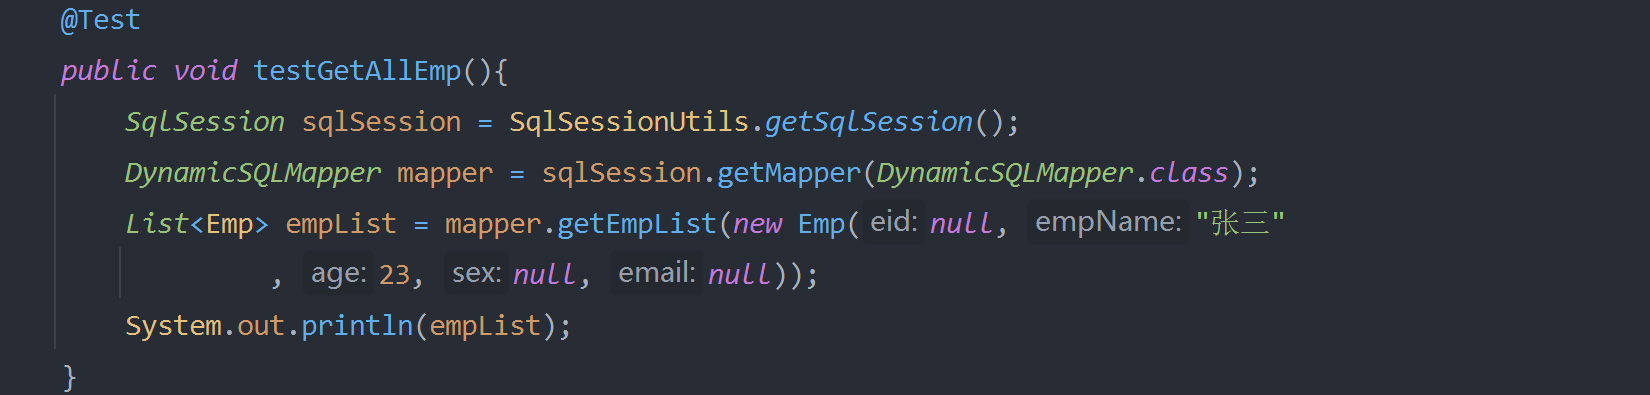 @Test
public void testGetAllEmp(){
SqlSession sqlSession = SqlSessionUtils.getSqlSession();
DynamicSQLMapper mapper = sqlSession.getMapper(DynamicSQLMapper.class);
List<Emp> empList = mapper.getEmpList(new Emp( eid: null, empName: "张三"
, age: 23, sex: null, email: null));
System.out.println(empList);
}